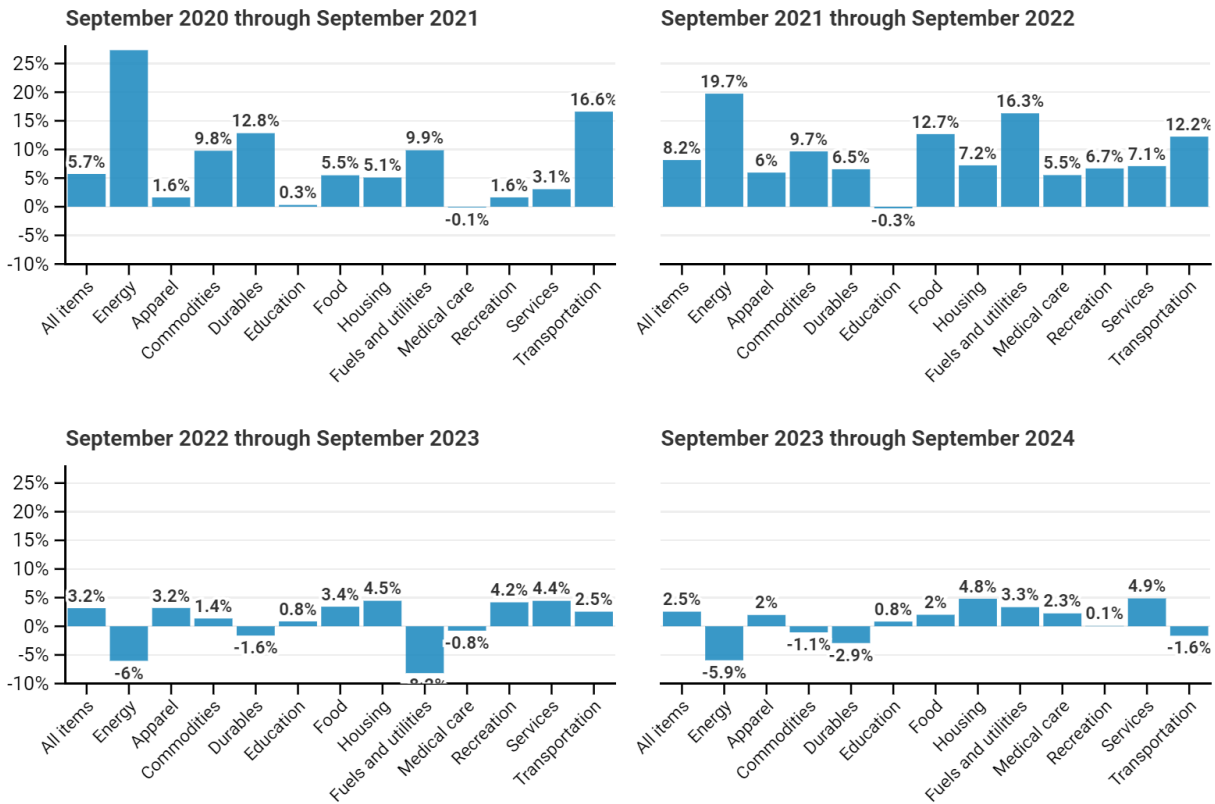 September 2020 through September 2021
September 2021 through September 2022
25%
20%
15%
10%
5%
0%
-5%
-10%
5.7%
1.6%
9.8%
12.8%
0.3%
5.5%
5.1%
9.9%
-0.1%
1.6%
3.1%
16.6%
All items
Energy
Apparel
Commodities
Durables
Education
Food
Housing
Fuels and utilities
Medical care
Recreation
Services
Transportation
8.2%
19.7%
6%
9.7%
6.5%
-0.3%
12.7%
7.2%
16.3%
5.5%
6.7%
7.1%
12.2%
All items
Energy
Apparel
Commodities
Durables
Education
Food
Housing
Fuels and utilities
Medical care
Recreation
Services
Transportation
September 2022 through September 2023
September 2023 through September 2024
25%
20%
15%
10%
5%
0%
-5%
-10%
3.2%
-6%
3.2%
1.4%
-1.6%
0.8%
3.4%
4.5%
-0.8%
4.2%
4.4%
2.5%
All items
Energy
Apparel
Commodities
Durables
Education
Food
Housing
Fuels and utilities
Medical care
Recreation
Services
Transportation
2.5%
-5.9%
2%
-1.1%
-2.9%
0.8%
2%
4.8%
3.3%
2.3%
0.1%
4.9%
-1.6%
All items
Energy
Apparel
Commodities
Durables
Education
Food
Housing
Fuels and utilities
Medical care
Recreation
Services
Transportation